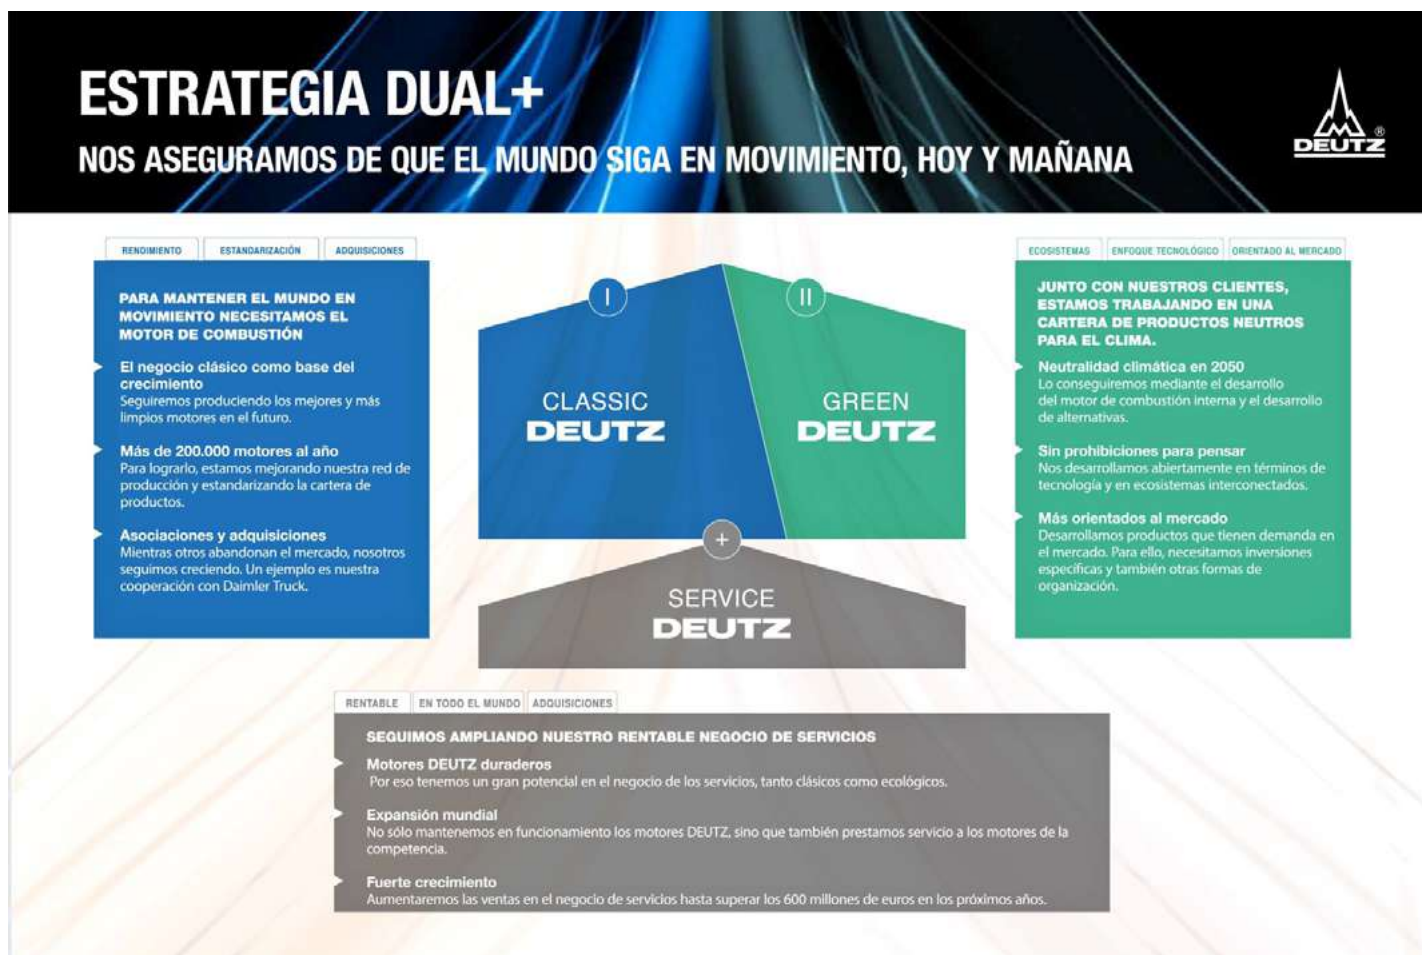 ESTRATEGIA DUAL+
NOS ASEGURAMOS DE QUE EL MUNDO SIGA EN MOVIMIENTO, HOY Y MAÑANA
DEUTZ®
RENDIMIENTO ESTANDARIZACIÓN ADQUISICIONES
PARA MANTENER EL MUNDO EN
MOVIMIENTO NECESITAMOS EL
MOTOR DE COMBUSTIÓN
El negocio clásico como base del
crecimiento
Seguiremos produciendo los mejores y más
limpios motores en el futuro.
Más de 200.000 motores al año
Para lograrlo, estamos mejorando nuestra red de
producción y estandarizando la cartera de
productos.
Asociaciones y adquisiciones
Mientras otros abandonan el mercado, nosotros
seguimos creciendo. Un ejemplo es nuestra
cooperación con Daimler Truck.
I
CLASSIC
DEUTZ
II
GREEN
DEUTZ
+
SERVICE
DEUTZ
ECOSISTEMAS ENFOQUE TECNOLÓGICO ORIENTADO AL MERCADO
JUNTO CON NUESTROS CLIENTES,
ESTAMOS TRABAJANDO EN UNA
CARTERA DE PRODUCTOS NEUTROS
PARA EL CLIMA.
Neutralidad climática en 2050
Lo conseguiremos mediante el desarrollo
del motor de combustión interna y el desarrollo
de alternativas.
Sin prohibiciones para pensar
Nos desarrollamos abiertamente en términos de
tecnología y en ecosistemas interconectados.
Más orientados al mercado
Desarrollamos productos que tienen demanda en
el mercado. Para ello, necesitamos inversiones
específicas y también otras formas de
organización.
RENTABLE EN TODO EL MUNDO ADQUISICIONES
SEGUIMOS AMPLIANDO NUESTRO RENTABLE NEGOCIO DE SERVICIOS
Motores DEUTZ duraderos
Por eso tenemos un gran potencial en el negocio de los servicios, tanto clásicos como ecológicos.
Expansión mundial
No sólo mantenemos en funcionamiento los motores DEUTZ, sino que también prestamos servicio a los motores de la
competencia.
Fuerte crecimiento
Aumentaremos las ventas en el negocio de servicios hasta superar los 600 millones de euros en los próximos años.